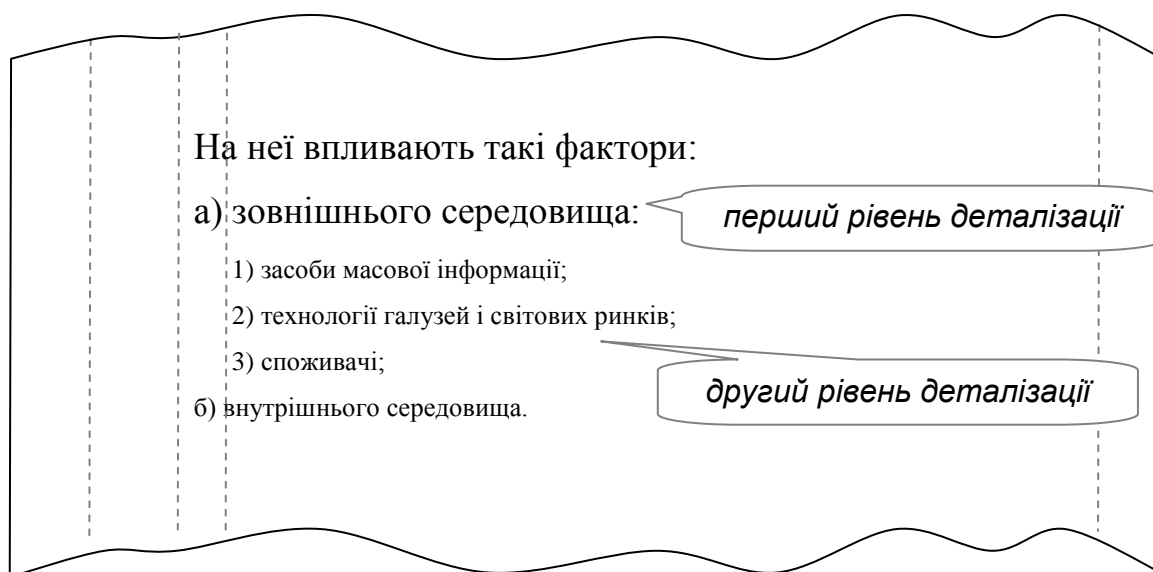 На неї впливають такі фактори:
а) зовнішнього середовища:
перший рівень деталізації
1) засоби масової інформації;
2) технології галузей і світових ринків;
3) споживачі;
другий рівень деталізації
б) внутрішнього середовища.